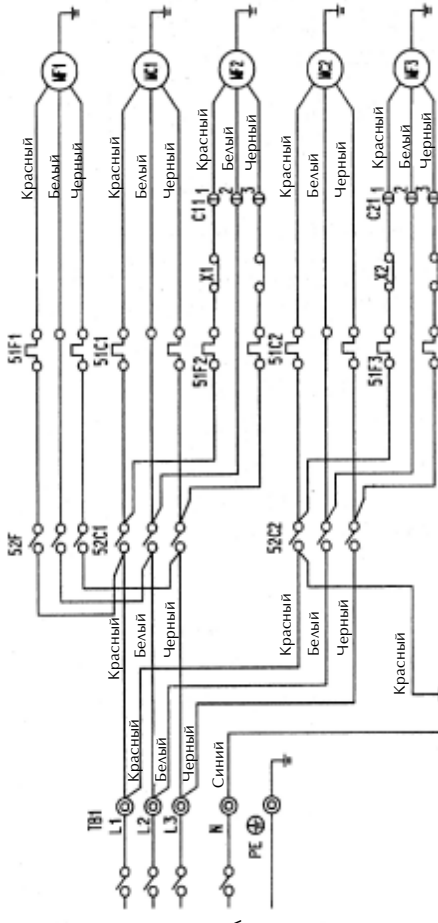 MF1
MC1
MF2
MC2
MF3
Красный
Белый
Черный
Красный
Белый
Черный
Красный
Белый
Черный
Красный
Белый
Черный
Красный
Белый
Черный
C11 1
2
3
C21 1
2
3
X1
X2
51F1
51C1
51F2
51C2
51F3
52F
52C1
52C2
Красный
Белый
Черный
Красный
Белый
Черный
Красный
Красный
Белый
Черный
Синий
TB1
L1
L2
L3
N
PE